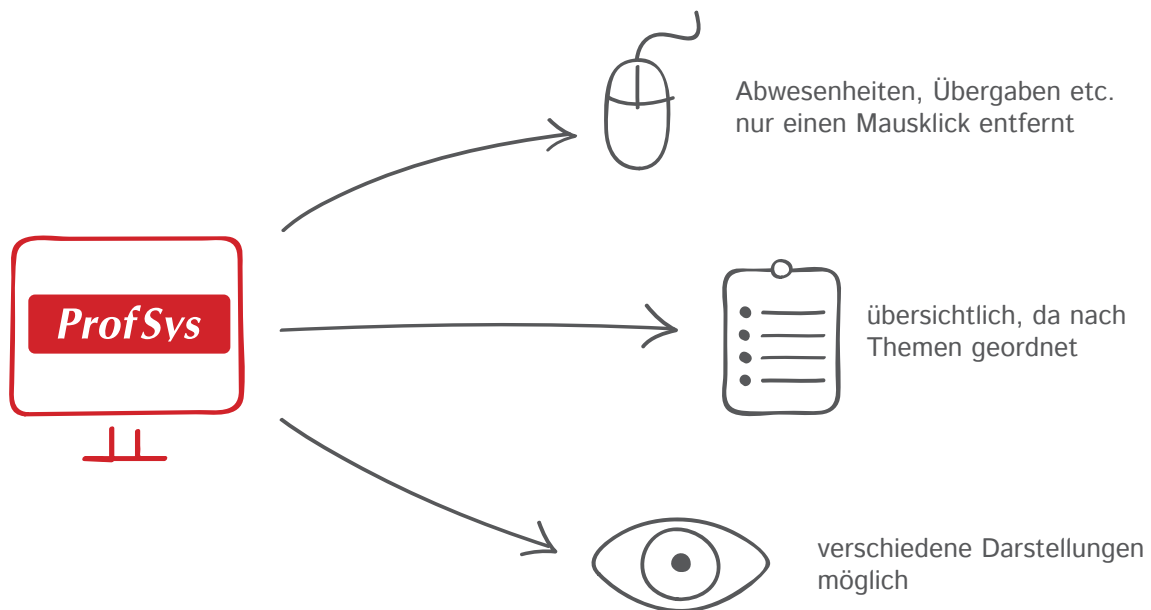 Abwesenheiten, Übergaben etc.
nur einen Mausklick entfernt
ProfSys
übersichtlich, da nach
Themen geordnet
verschiedene Darstellungen
möglich